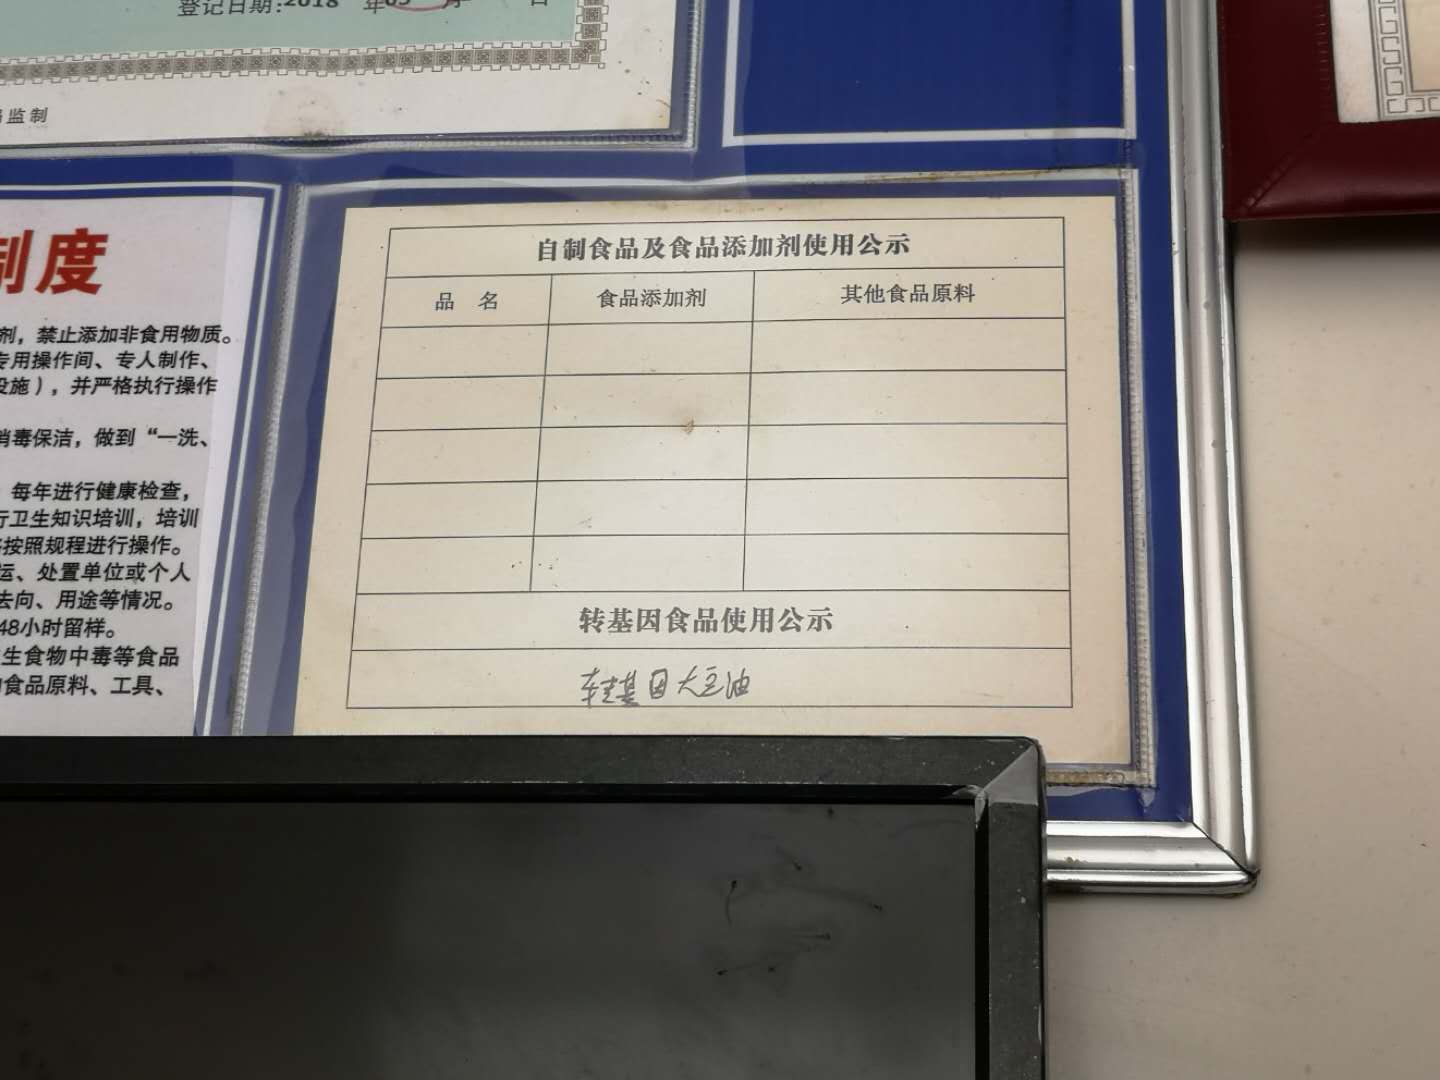 登记日期:2018 年05月 日
监制
制度
剂，禁止添加非食用物质。
专用操作间、专人制作、
设施），并严格执行操作
消毒保洁，做到“一洗、
每年进行健康检查，
行卫生知识培训，培训
按照规程进行操作。
运、处置单位或个人
去向、用途等情况。
48小时留样。
生食物中毒等食品
食品原料、工具、
自制食品及食品添加剂使用公示
品 名 食品添加剂 其他食品原料
转基因食品使用公示
转基因大豆油